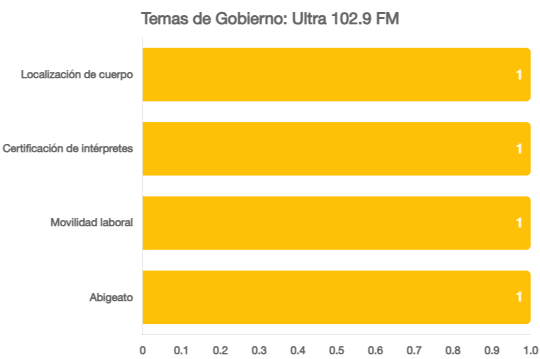 Temas de Gobierno: Ultra 102.9 FM
Localización de cuerpo 1
Certificación de intérpretes 1
Movilidad laboral 1
Abigeato 1
0 0.1 0.2 0.3 0.4 0.5 0.6 0.7 0.8 0.9 1.0